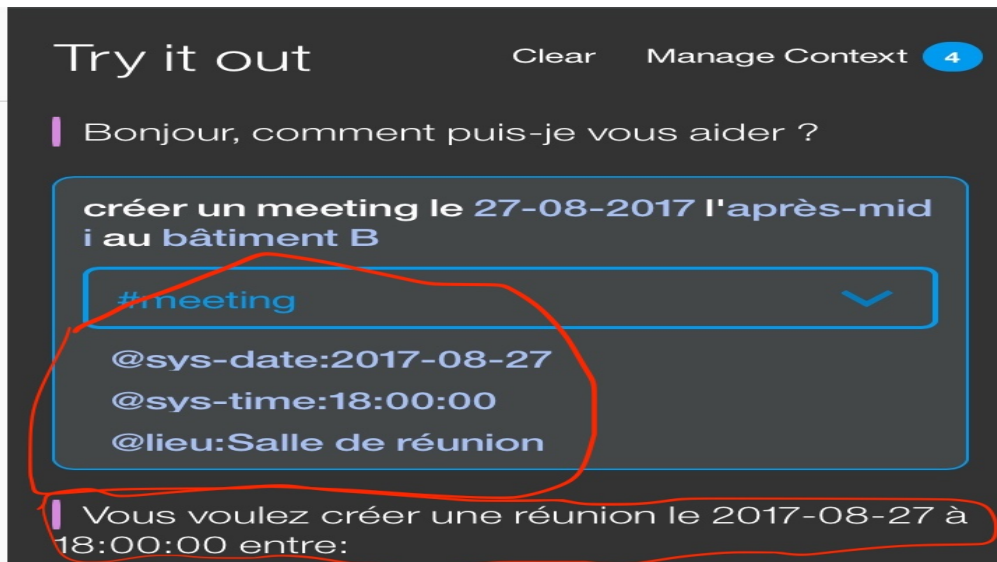 Try it out Clear Manage Context 4
Bonjour, comment puis-je vous aider ?
créer un meeting le 27-08-2017 l'après-mid
i au bâtiment B
#meeting
@sys-date:2017-08-27
@sys-time:18:00:00
@lieu:Salle de réunion
Vous voulez créer une réunion le 2017-08-27 à
18:00:00 entre: